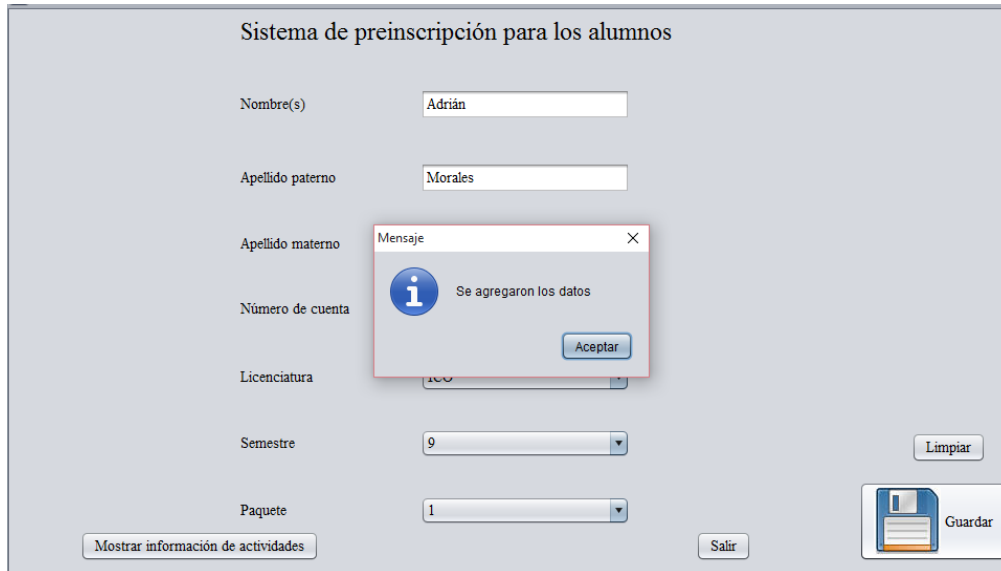 Sistema de preinscripción para los alumnos
Nombre(s) Adrián
Apellido paterno Morales
Apellido materno
Mensaje
Se agregaron los datos
Aceptar
Número de cuenta
Licenciatura ICO
Semestre 9
Limpiar
Paquete 1
Guardar
Mostrar información de actividades
Salir